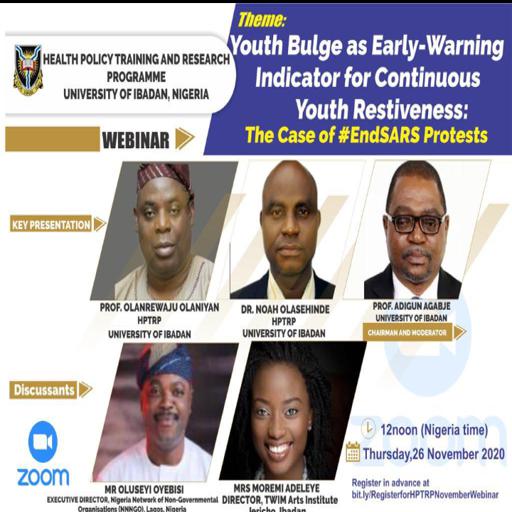 Theme:
Youth Bulge as Early-Warning
Indicator for Continuous
Youth Restiveness:
The Case of #EndSARS Protests
HEALTH POLICY TRAINING AND RESEARCH
PROGRAMME
UNIVERSITY OF IBADAN, NIGERIA
WEBINAR
KEY PRESENTATION
PROF. OLANREWAJU OLANIYAN
HPTRP
UNIVERSITY OF IBADAN
DR. NOAH OLASEHINDE
HPTRP
UNIVERSITY OF IBADAN
PROF. ADIGUN AGABJE
UNIVERSITY OF IBADAN
CHAIRMAN AND MODERATOR
Discussants
MR OLUSEYI OYEBISI
EXECUTIVE DIRECTOR, Nigeria Network of Non-Governmental
Organisations (NNNGO), Lagos, Nigeria
MRS MOREMI ADELEYE
DIRECTOR, TWIM Arts Institute
Jericho, Ibadan
zoom
zoom
12noon (Nigeria time)
Thursday,26 November 2020
Register in advance at
bit.ly/RegisterforHPTRPNovemberWebinar